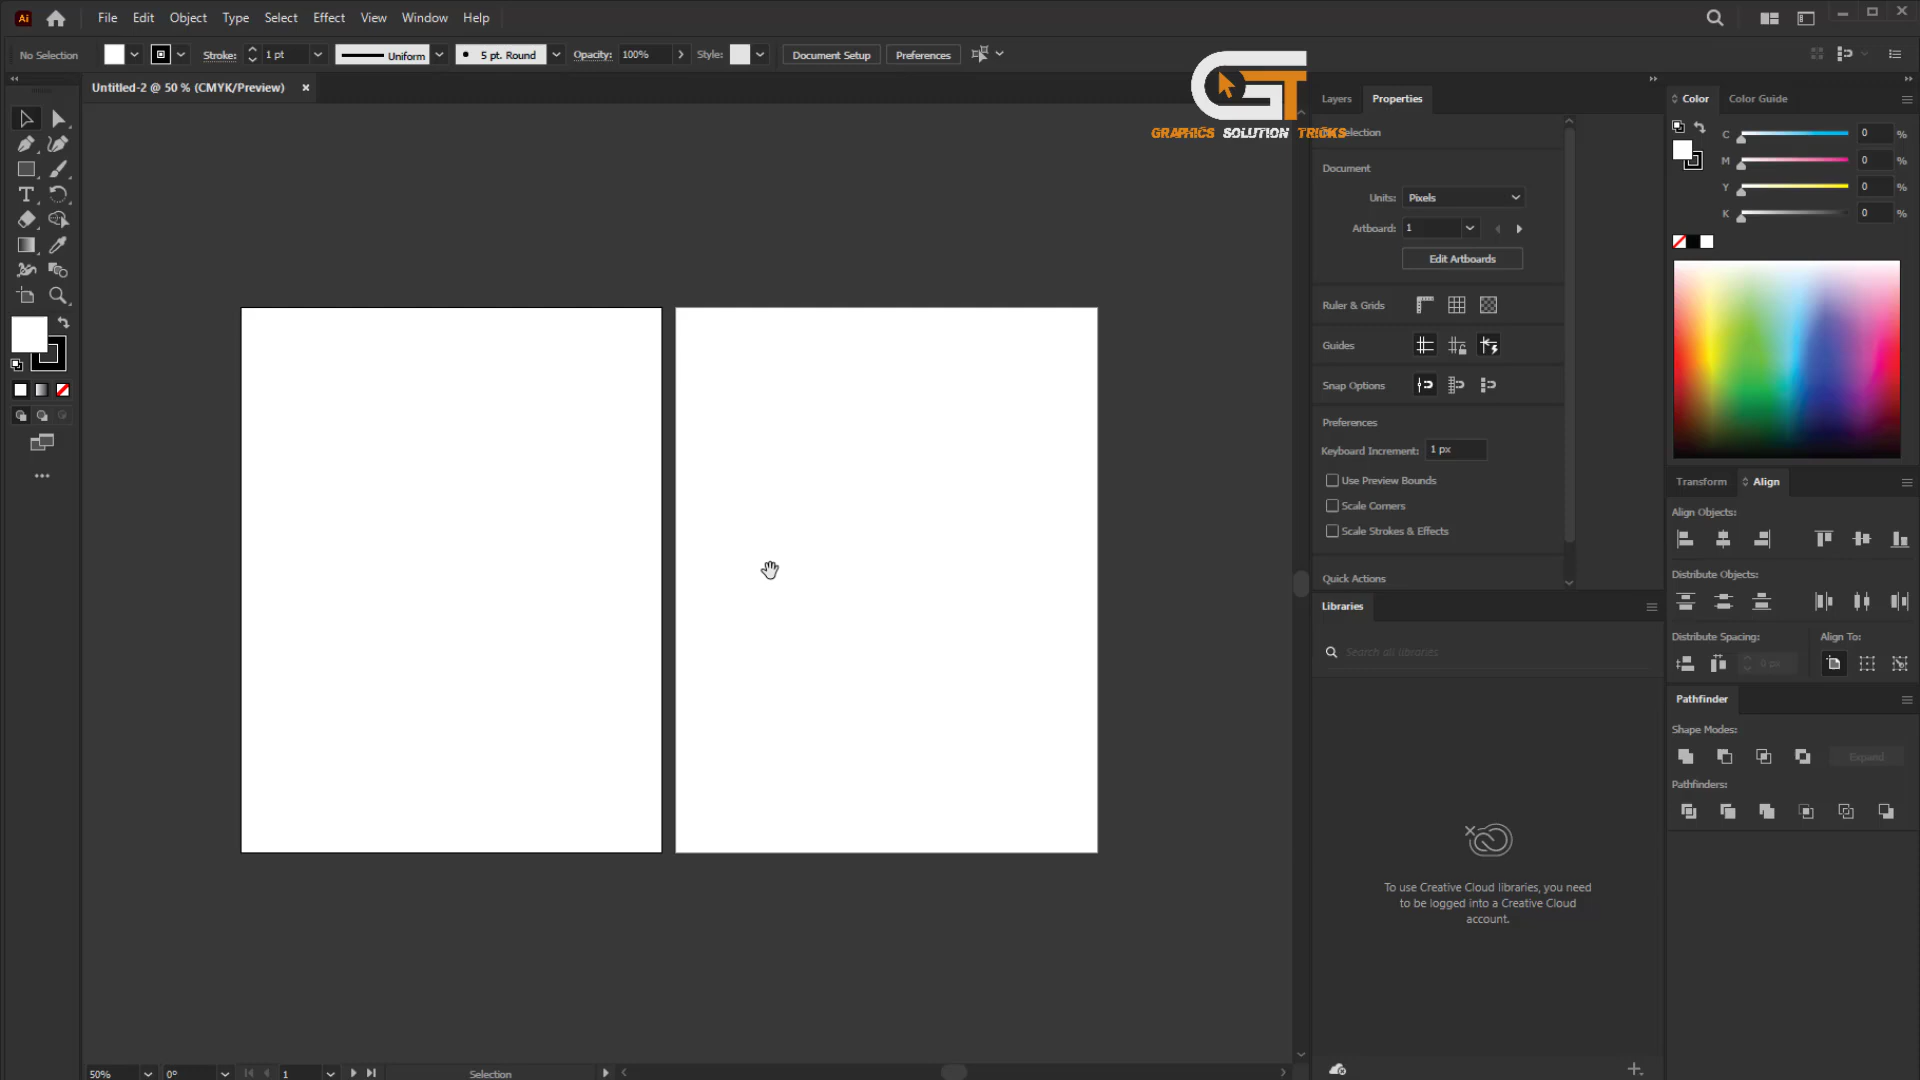 Ai File Edit Object Type Select Effect View Window Help
No Selection Stroke: 1 pt Uniform 5 pt. Round Opacity: 100% Style: Document Setup Preferences
Untitled-2 @ 50 % (CMYK/Preview) ×
GT
GRAPHICS SOLUTION TRICKS
Layers Properties
Color Color Guide
C 0 %
M 0 %
Y 0 %
K 0 %
Document
Units: Pixels
Artboard: 1
Edit Artboards
Ruler & Grids
Guides
Snap Options
Preferences
Keyboard Increment: 1 px
Use Preview Bounds
Scale Corners
Scale Strokes & Effects
Quick Actions
Libraries
Search all libraries
To use Creative Cloud libraries, you need
to be logged into a Creative Cloud
account.
Transform Align
Align Objects:
Distribute Objects:
Distribute Spacing: Align To:
0 px
Pathfinder
Shape Modes:
Expand
Pathfinders:
50% 0° 1 Selection